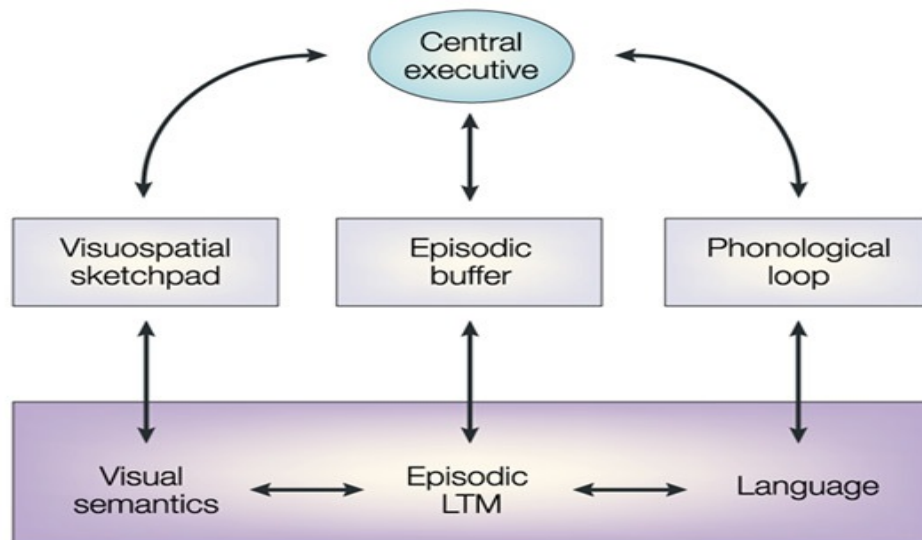 Central
executive
Visuospatial
sketchpad
Episodic
buffer
Phonological
loop
Visual
semantics
Episodic
LTM
Language